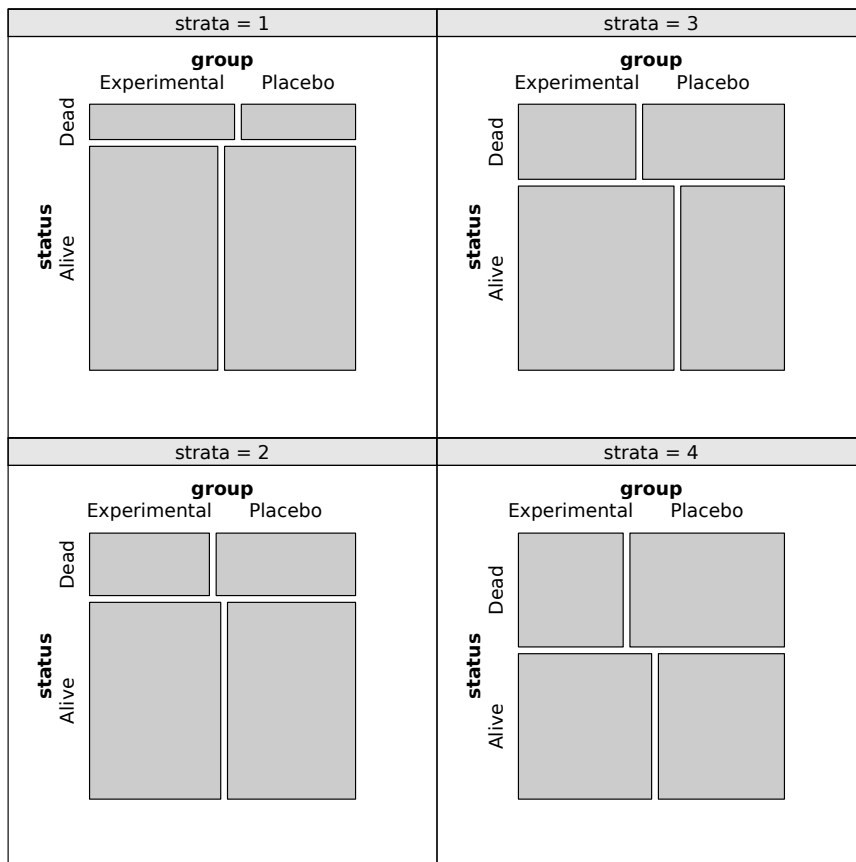 strata = 1
group
Experimental Placebo
status
Dead
Alive
strata = 3
group
Experimental Placebo
status
Dead
Alive
strata = 2
group
Experimental Placebo
status
Dead
Alive
strata = 4
group
Experimental Placebo
status
Dead
Alive